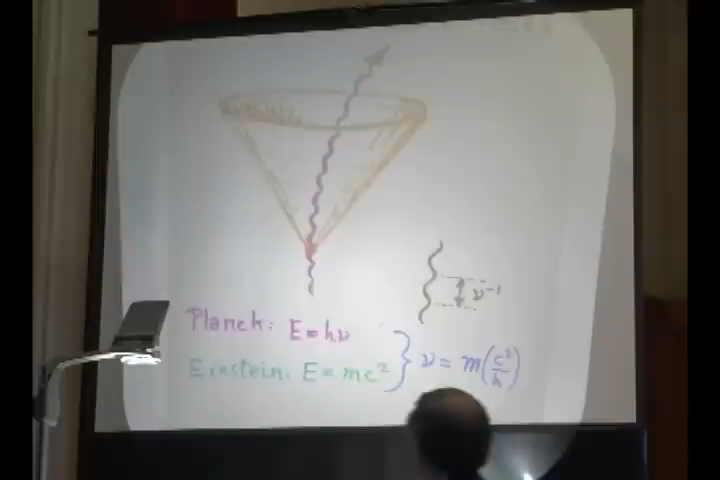 ν⁻¹
Planck: E = hν
Einstein: E = mc² } ν = m(c²/h)